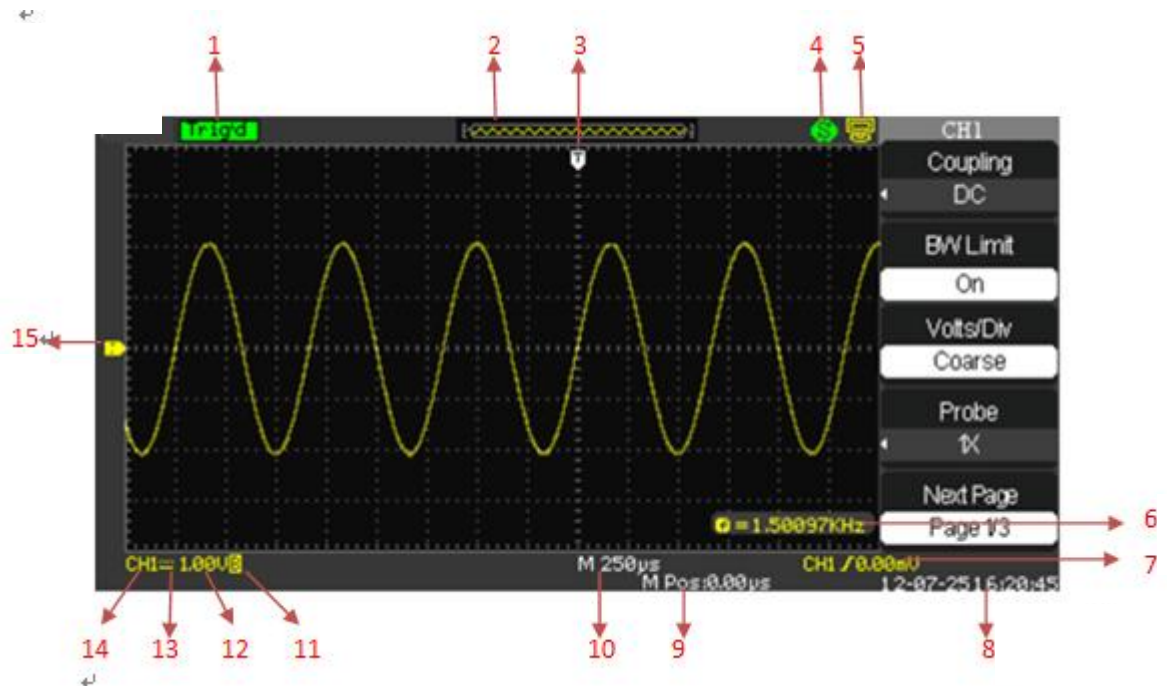 1 2 3 4 5
Trig'd
S
CH1
T
Coupling
DC
BW Limit
On
15
Volts/Div
Coarse
Probe
1X
Next Page
= 1.50097KHz
Page 1/3
6
CH1 1.00V B
M 250µs
CH1 0.00mV
7
M Pos:0.00µs
12-07-25 16:20:45
14 13 12 11 10 9 8